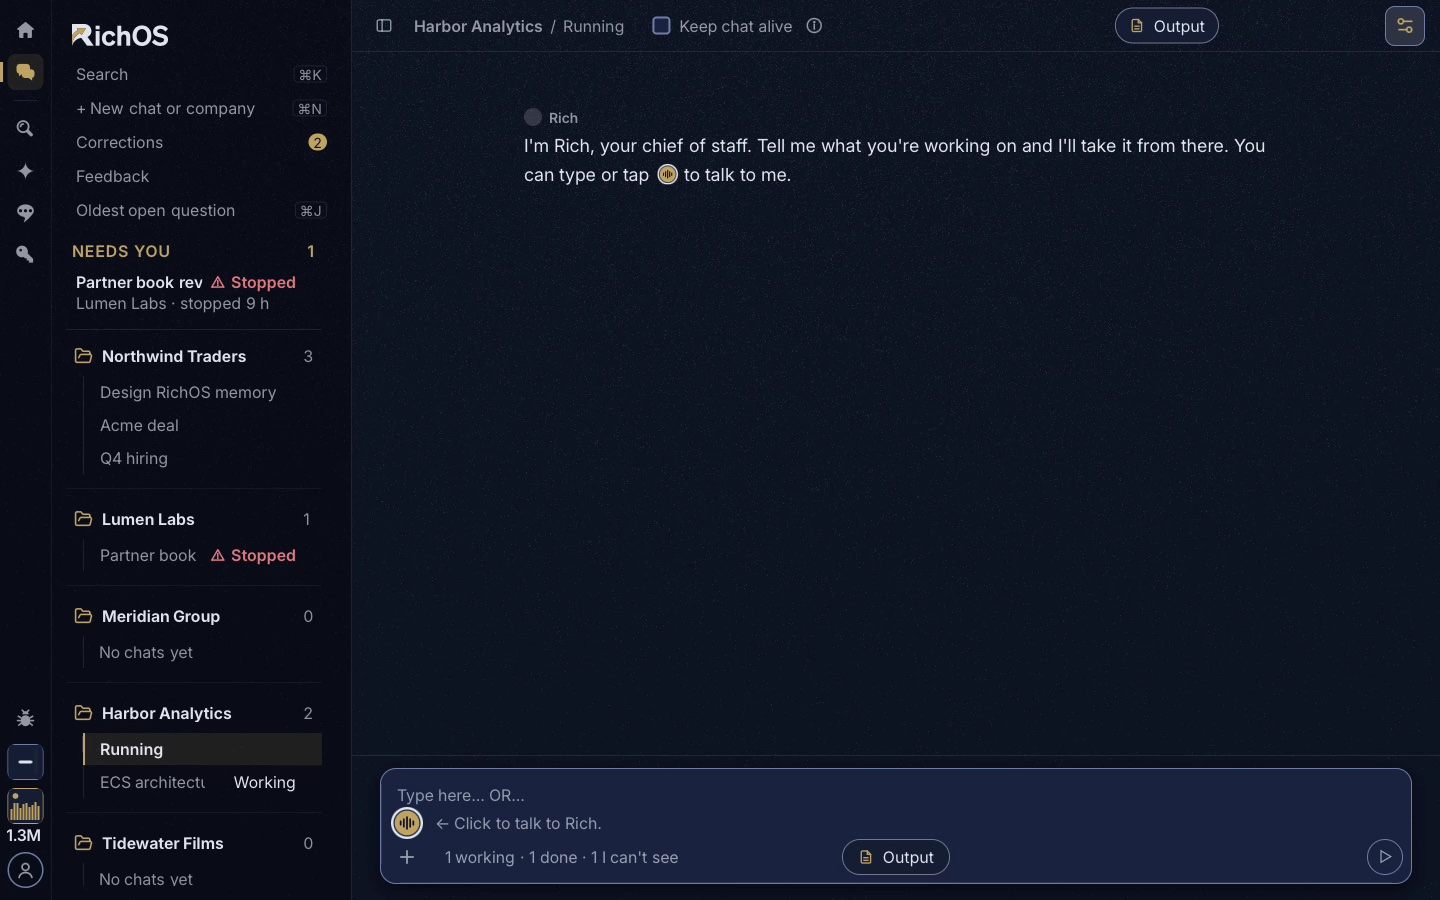 RichOS
Search ⌘K
+ New chat or company ⌘N
Corrections 2
Feedback
Oldest open question ⌘J
NEEDS YOU 1
Partner book rev ⚠ Stopped
Lumen Labs · stopped 9 h
Northwind Traders 3
Design RichOS memory
Acme deal
Q4 hiring
Lumen Labs 1
Partner book ⚠ Stopped
Meridian Group 0
No chats yet
Harbor Analytics 2
Running
ECS architectu Working
Tidewater Films 0
No chats yet
1.3M
Harbor Analytics / Running Keep chat alive Output
Rich
I'm Rich, your chief of staff. Tell me what you're working on and I'll take it from there. You
can type or tap to talk to me.
Type here... OR...
← Click to talk to Rich.
1 working · 1 done · 1 I can't see Output